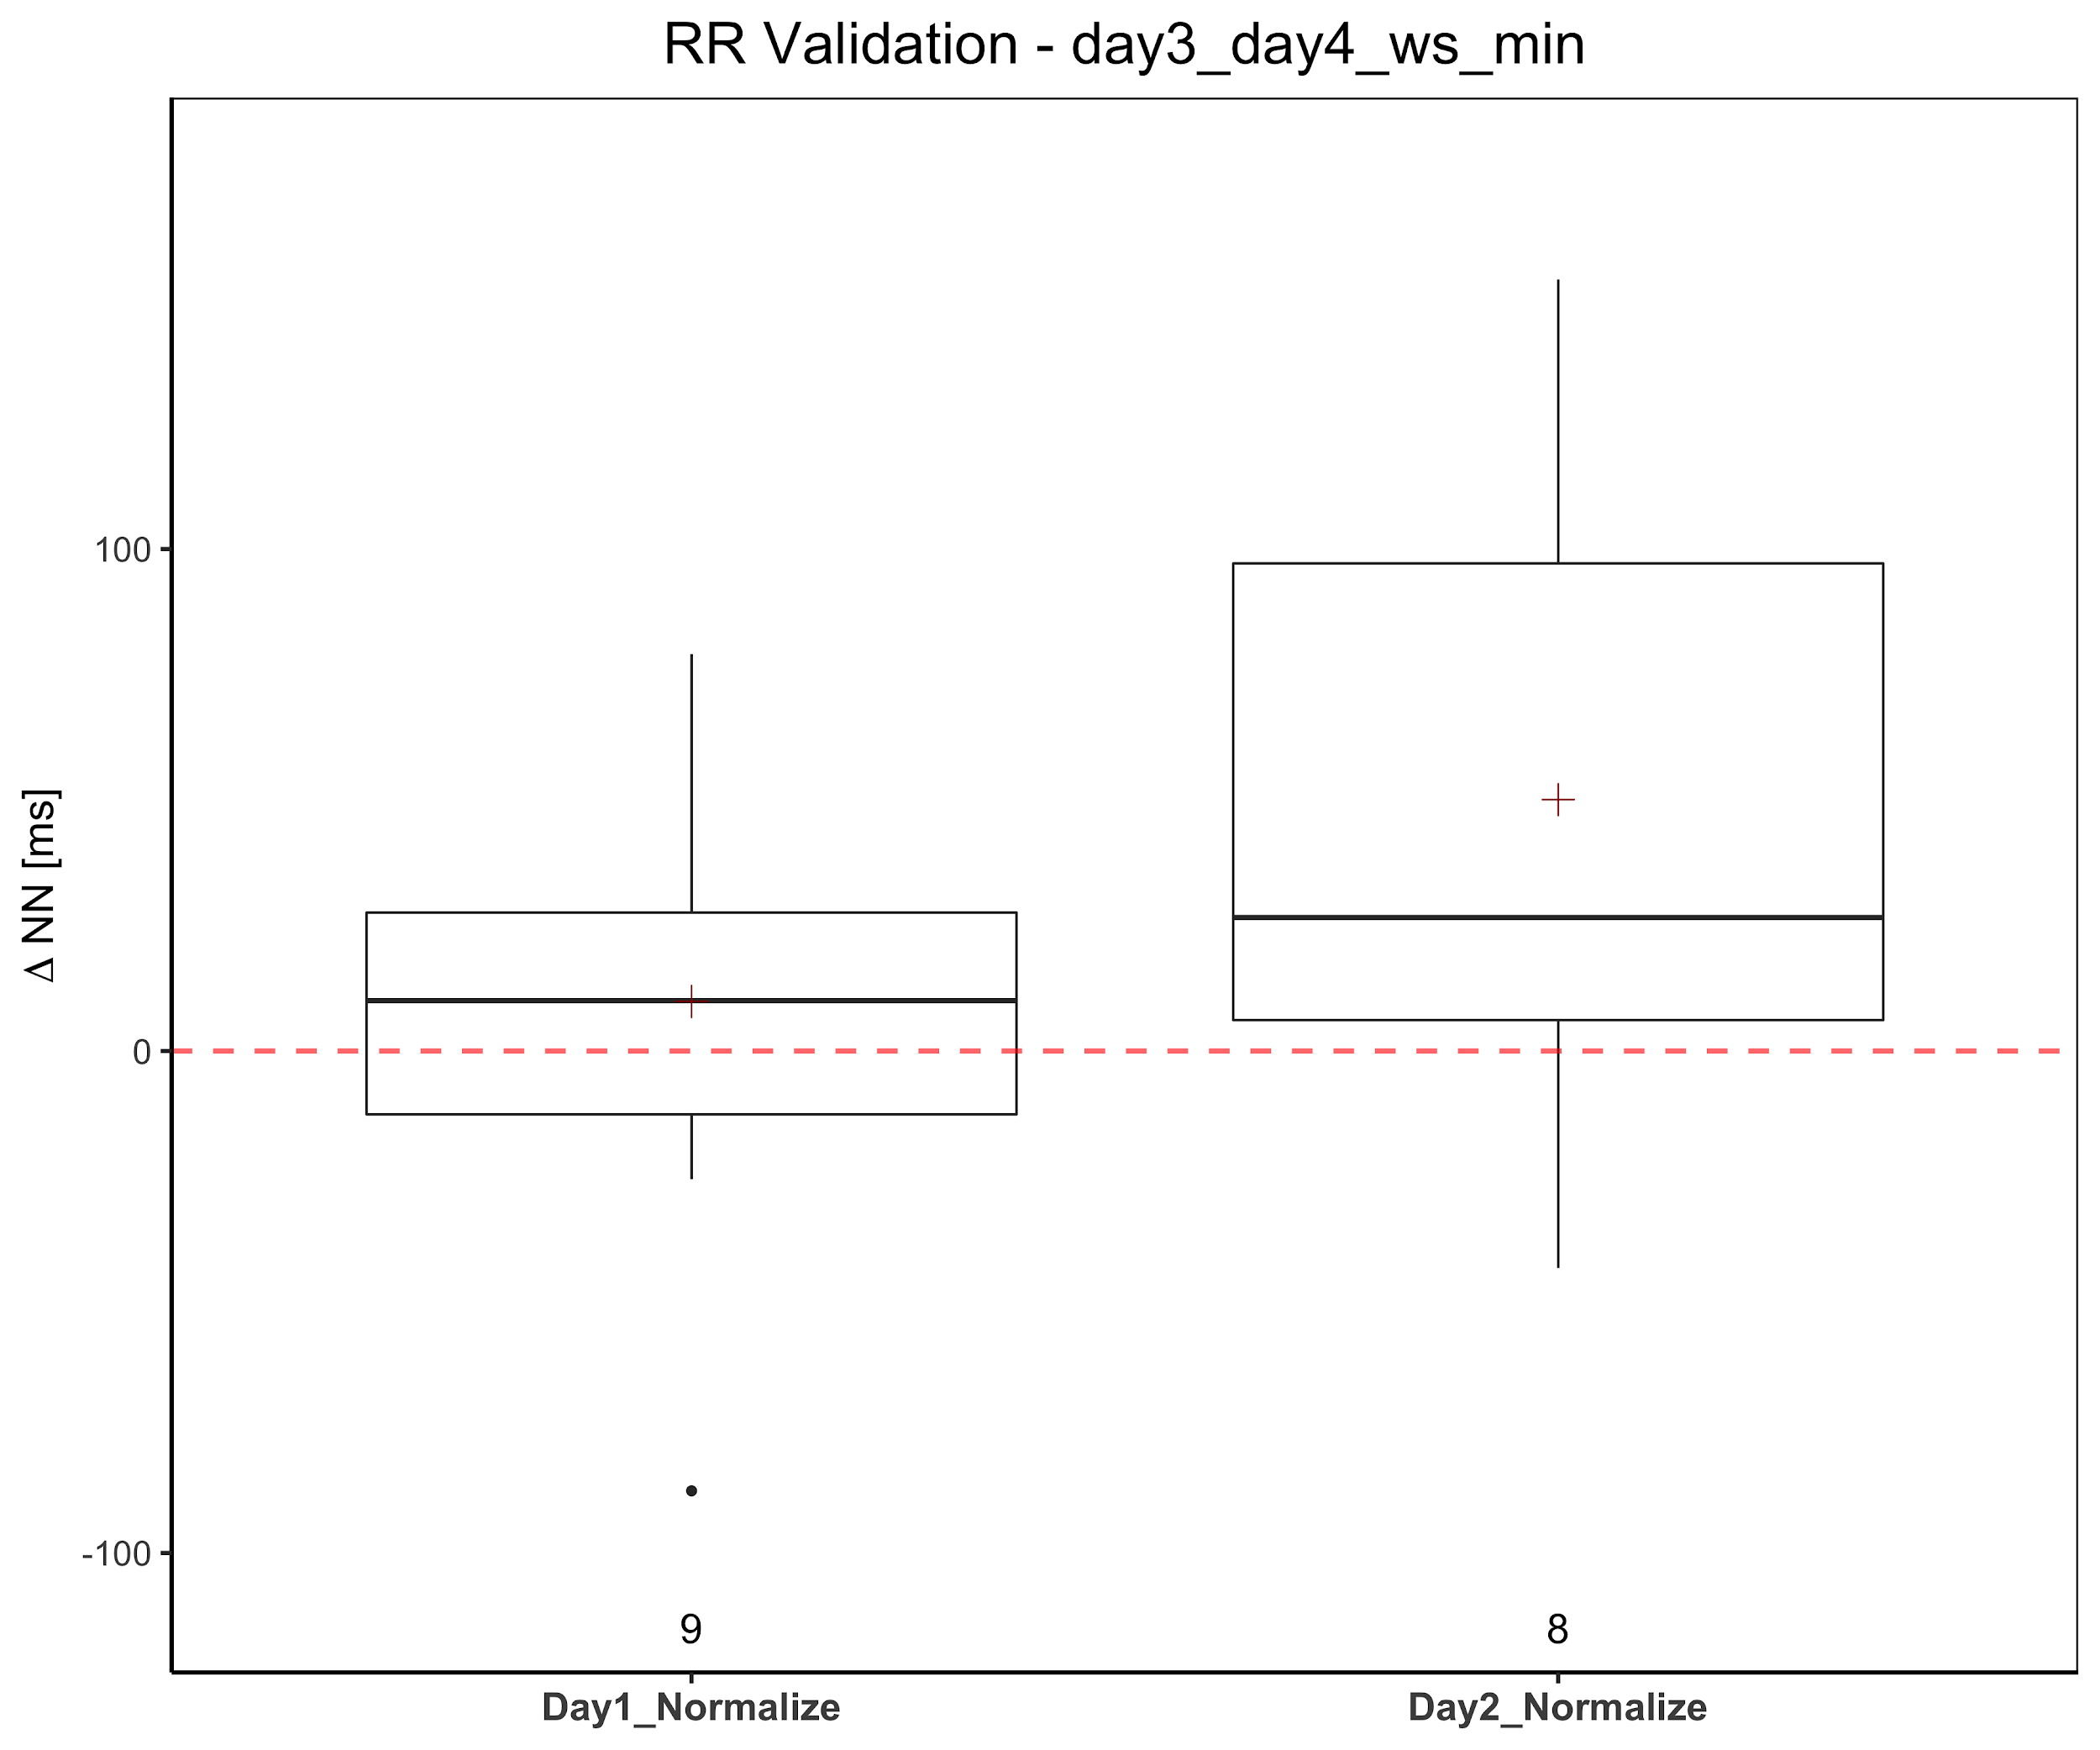 RR Validation - day3_day4_ws_min
Δ NN [ms]
100
0
-100
9
8
Day1_Normalize
Day2_Normalize